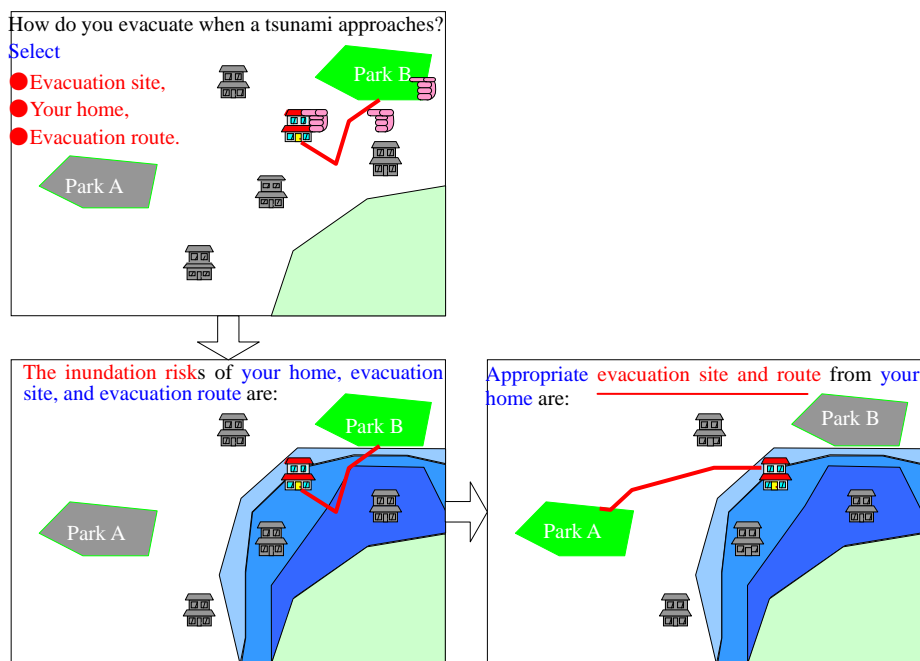 How do you evacuate when a tsunami approaches?
Select
Evacuation site,
Your home,
Evacuation route.
Park B
Park A
The inundation risks of your home, evacuation
site, and evacuation route are:
Park B
Park A
Appropriate evacuation site and route from your
home are:
Park B
Park A